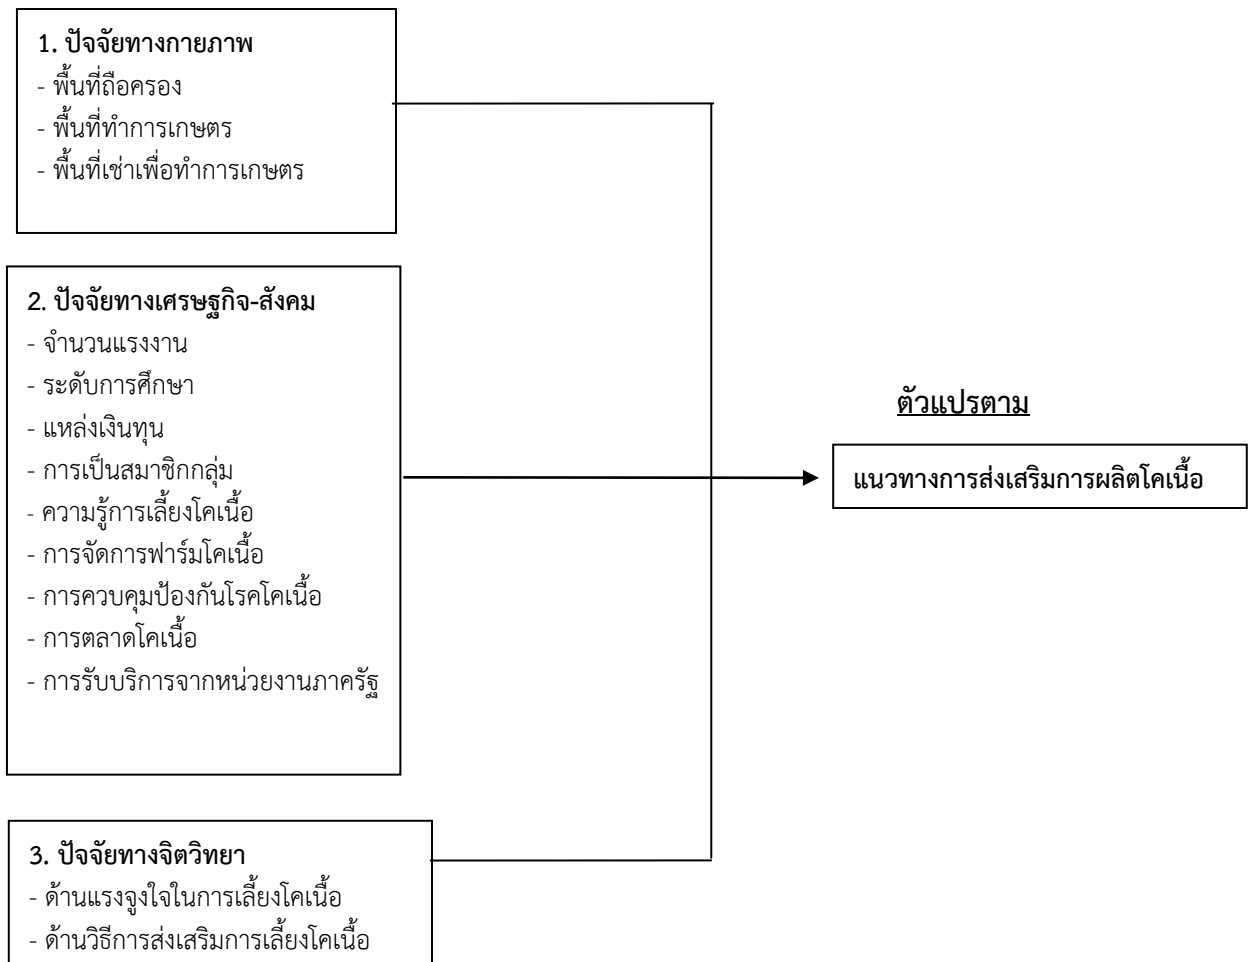 1. ปัจจัยทางกายภาพ
- พื้นที่ถือครอง
- พื้นที่ทำการเกษตร
- พื้นที่เช่าเพื่อทำการเกษตร
2. ปัจจัยทางเศรษฐกิจ-สังคม
- จำนวนแรงงาน
- ระดับการศึกษา
- แหล่งเงินทุน
- การเป็นสมาชิกกลุ่ม
- ความรู้การเลี้ยงโคเนื้อ
- การจัดการฟาร์มโคเนื้อ
- การควบคุมป้องกันโรคโคเนื้อ
- การตลาดโคเนื้อ
- การรับบริการจากหน่วยงานภาครัฐ
3. ปัจจัยทางจิตวิทยา
- ด้านแรงจูงใจในการเลี้ยงโคเนื้อ
- ด้านวิธีการส่งเสริมการเลี้ยงโคเนื้อ
ตัวแปรตาม
แนวทางการส่งเสริมการผลิตโคเนื้อ